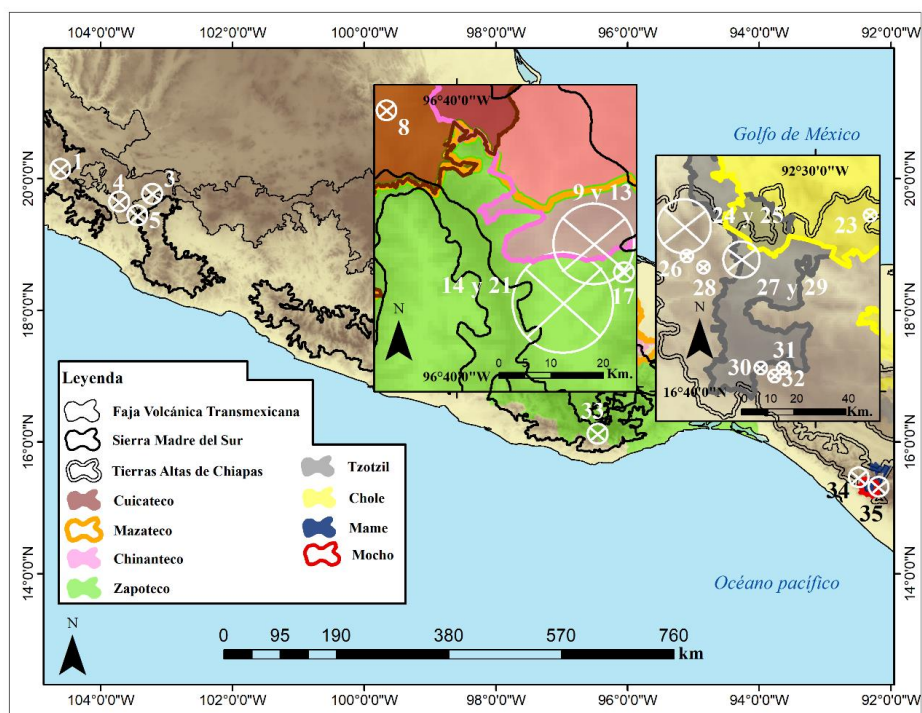 104°0'0"W 102°0'0"W 100°0'0"W 98°0'0"W 96°0'0"W 94°0'0"W 92°0'0"W
20°0'0"N
18°0'0"N
16°0'0"N
14°0'0"N
1
4
3
5
96°40'0"W
8
9 y 13
14 y 21
17
N
0 5 10 20
Km.
96°40'0"W
Golfo de México
92°30'0"W
24 y 25
23
26
28
27 y 29
N
30
31
32
16°40'0"N
0 10 20 40
Km.
20°0'0"N
18°0'0"N
16°0'0"N
14°0'0"N
33
34
35
Océano pacífico
Leyenda
Faja Volcánica Transmexicana
Sierra Madre del Sur
Tierras Altas de Chiapas
Cuicateco
Mazateco
Chinanteco
Zapoteco
Tzotzil
Chole
Mame
Mocho
N
0 95 190 380 570 760
km
104°0'0"W 102°0'0"W 100°0'0"W 98°0'0"W 96°0'0"W 94°0'0"W 92°0'0"W